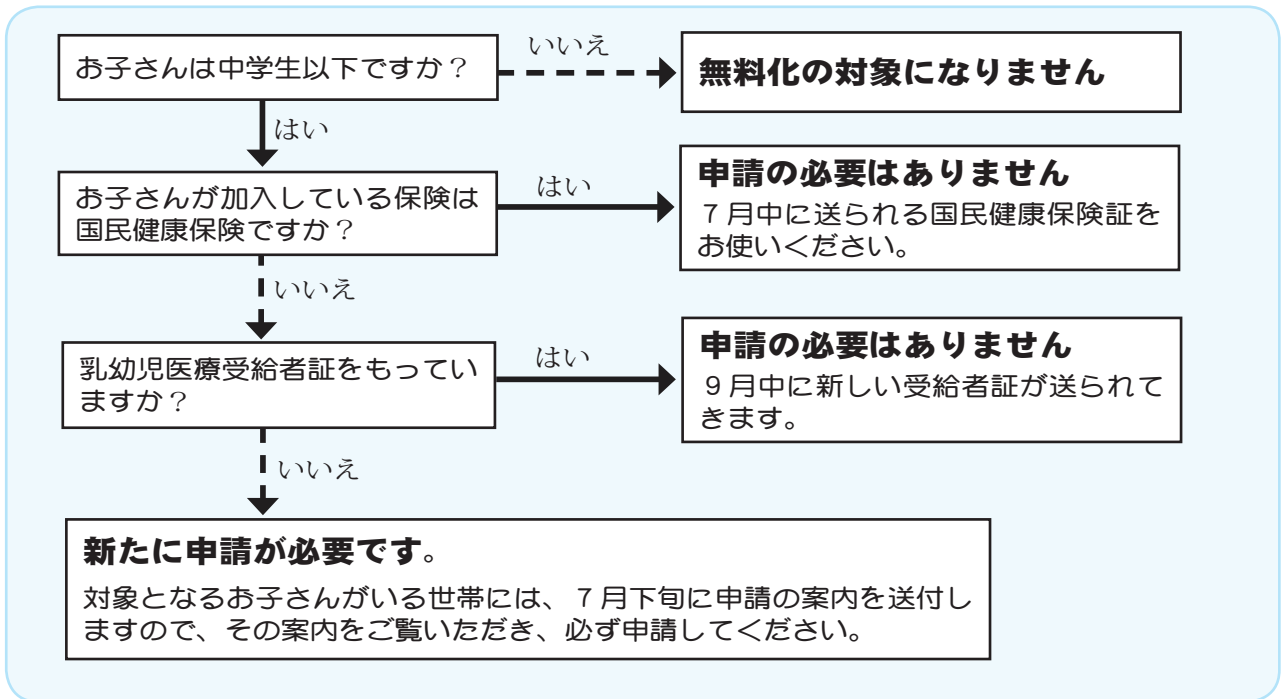 お子さんは中学生以下ですか？
いいえ
無料化の対象になりません
はい
お子さんが加入している保険は
国民健康保険ですか？
はい
申請の必要はありません
７月中に送られる国民健康保険証を
お使いください。
いいえ
乳幼児医療受給者証をもってい
ますか？
はい
申請の必要はありません
９月中に新しい受給者証が送られて
きます。
いいえ
新たに申請が必要です。
対象となるお子さんがいる世帯には、７月下旬に申請の案内を送付し
ますので、その案内をご覧いただき、必ず申請してください。